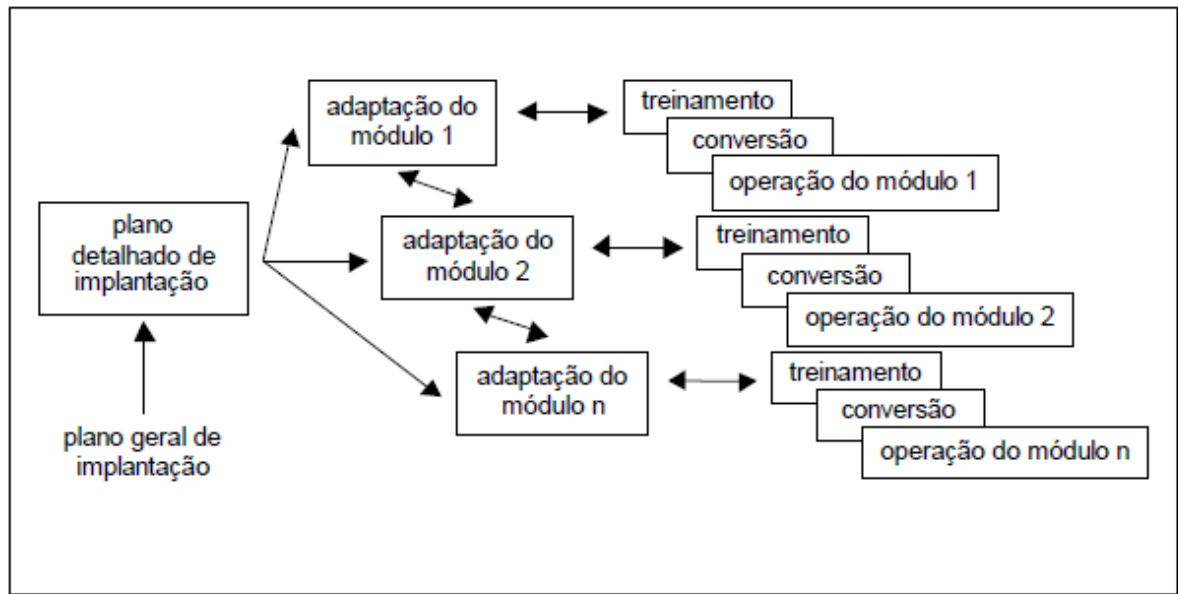 adaptação do
módulo 1
treinamento
conversão
operação do módulo 1
plano
detalhado de
implantação
adaptação do
módulo 2
treinamento
conversão
operação do módulo 2
adaptação do
módulo n
treinamento
conversão
operação do módulo n
plano geral de
implantação